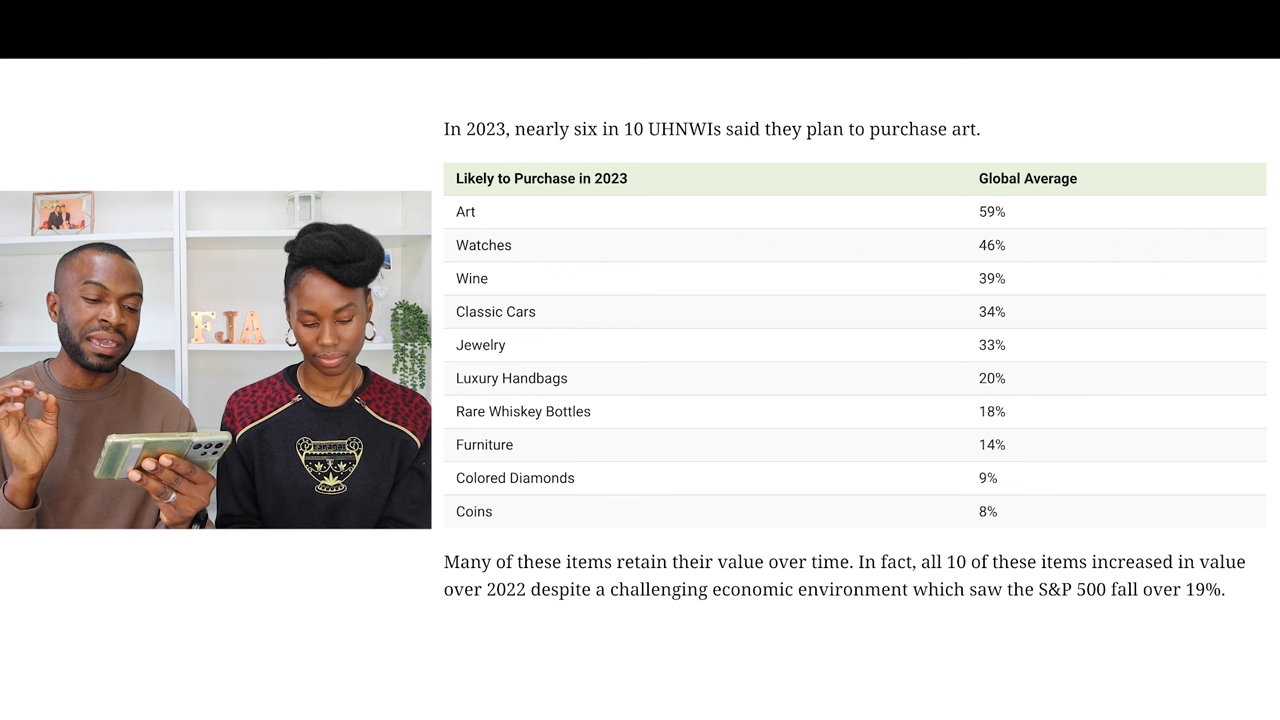 In 2023, nearly six in 10 UHNWIs said they plan to purchase art.
Likely to Purchase in 2023 Global Average
Art 59%
Watches 46%
Wine 39%
Classic Cars 34%
Jewelry 33%
Luxury Handbags 20%
Rare Whiskey Bottles 18%
Furniture 14%
Colored Diamonds 9%
Coins 8%
Many of these items retain their value over time. In fact, all 10 of these items increased in value
over 2022 despite a challenging economic environment which saw the S&P 500 fall over 19%.
FJA